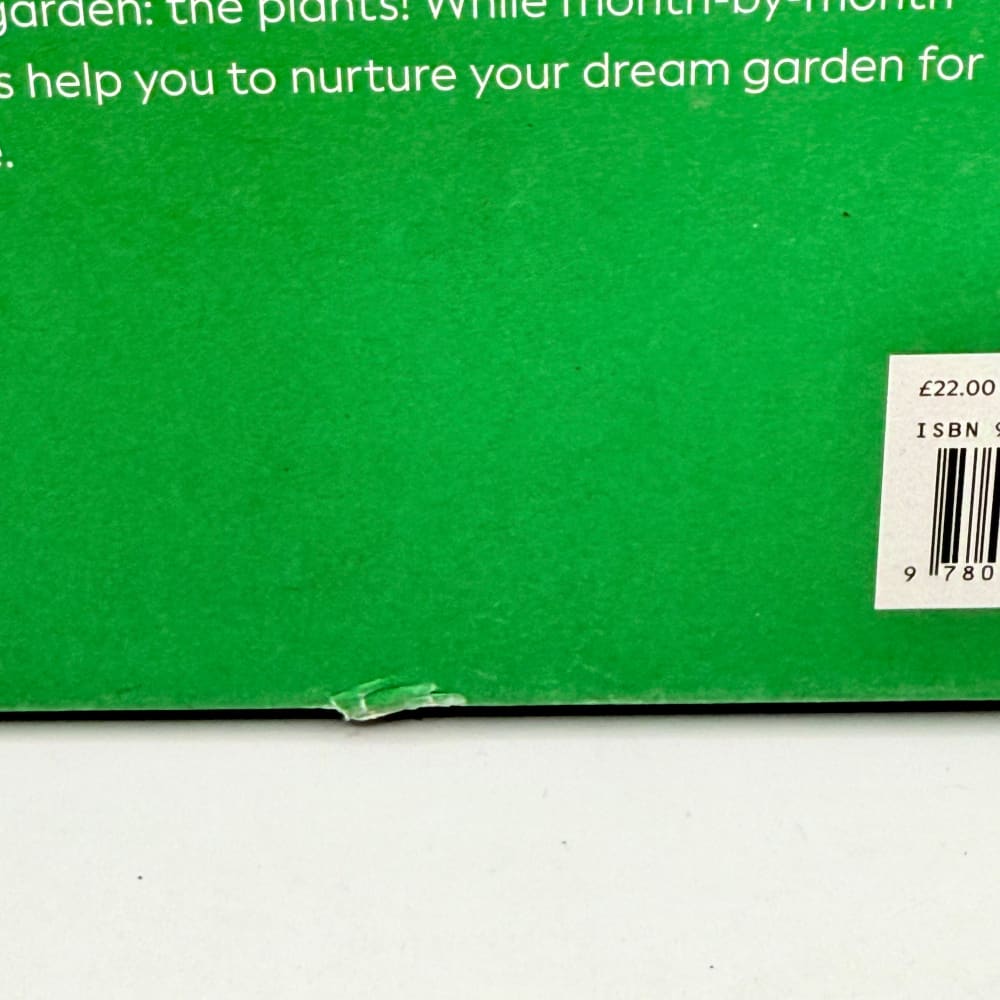 garden: the plants! While month-by-month
s help you to nurture your dream garden for
.
£22.00
ISBN 9
9 780